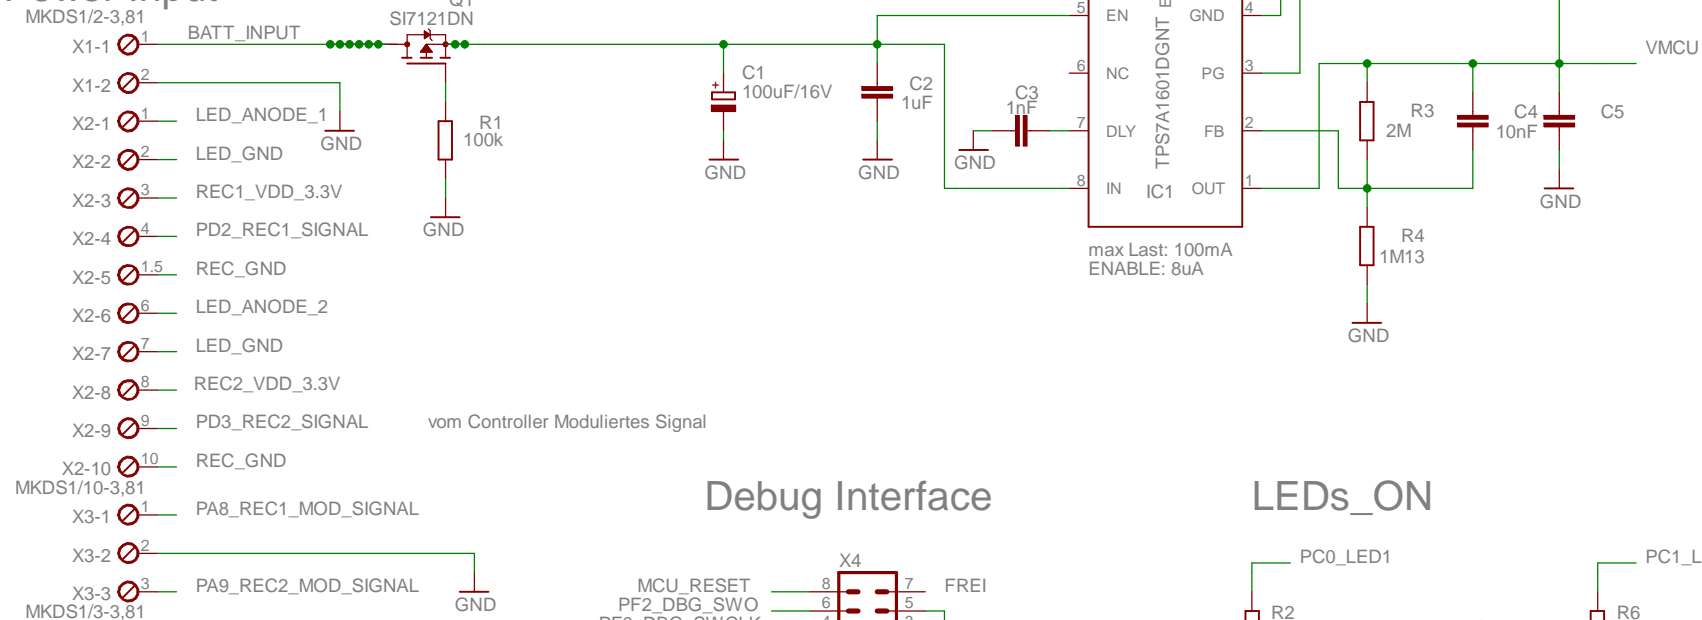 Power Input
MKDS1/2-3,81
X1-1 1 BATT_INPUT
Q1
SI7121DN
X1-2 2
GND
X2-1 1 LED_ANODE_1
X2-2 2 LED_GND
X2-3 3 REC1_VDD_3.3V
X2-4 4 PD2_REC1_SIGNAL
X2-5 1.5 REC_GND
X2-6 6 LED_ANODE_2
X2-7 7 LED_GND
X2-8 8 REC2_VDD_3.3V
X2-9 9 PD3_REC2_SIGNAL
vom Controller Moduliertes Signal
X2-10 10 REC_GND
MKDS1/10-3,81
X3-1 1 PA8_REC1_MOD_SIGNAL
X3-2 2
GND
X3-3 3 PA9_REC2_MOD_SIGNAL
MKDS1/3-3,81
R1
100k
GND
+
C1
100uF/16V
GND
C2
1uF
GND
C3
1nF
GND
5 EN
6 NC
7 DLY
8 IN
GND 4
PG 3
FB 2
OUT 1
TPS7A1601DGNT
IC1
max Last: 100mA
ENABLE: 8uA
VMCU
R3
2M
C4
10nF
C5
GND
R4
1M13
GND
Debug Interface
X4
MCU_RESET 8 7 FREI
PF2_DBG_SWO 6 5
LEDs_ON
PC0_LED1
R2
PC1_L
R6